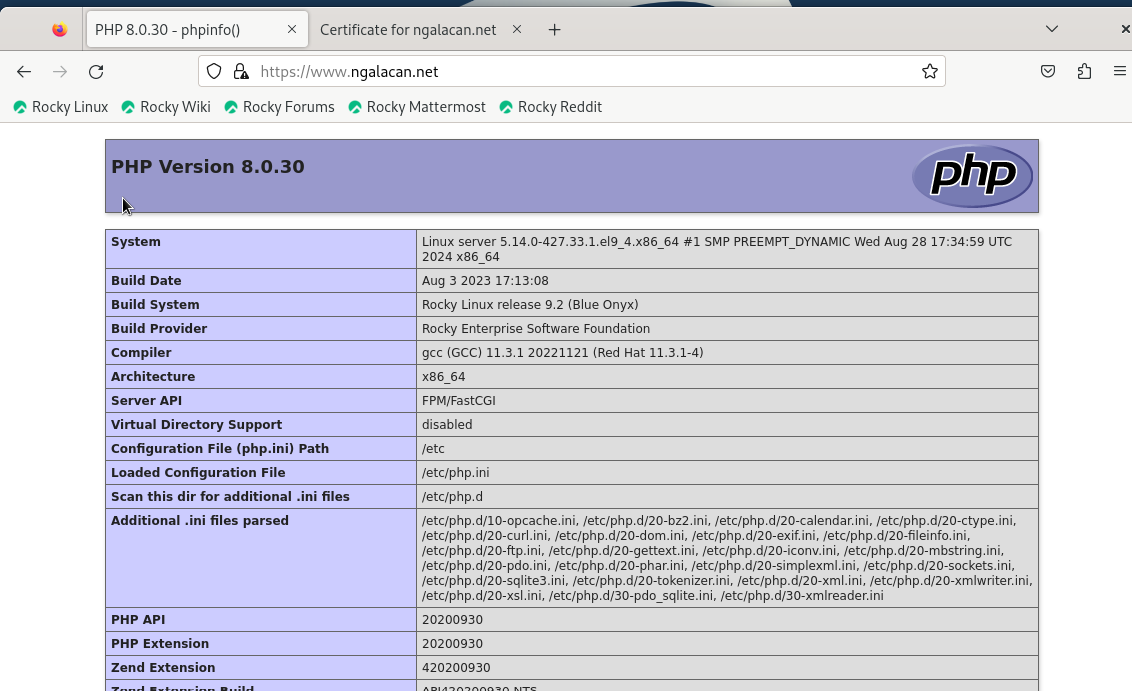 PHP 8.0.30 - phpinfo()
Certificate for ngalacan.net
https://www.ngalacan.net
Rocky Linux
Rocky Wiki
Rocky Forums
Rocky Mattermost
Rocky Reddit
PHP Version 8.0.30
php
System
Linux server 5.14.0-427.33.1.el9_4.x86_64 #1 SMP PREEMPT_DYNAMIC Wed Aug 28 17:34:59 UTC
2024 x86_64
Build Date
Aug 3 2023 17:13:08
Build System
Rocky Linux release 9.2 (Blue Onyx)
Build Provider
Rocky Enterprise Software Foundation
Compiler
gcc (GCC) 11.3.1 20221121 (Red Hat 11.3.1-4)
Architecture
x86_64
Server API
FPM/FastCGI
Virtual Directory Support
disabled
Configuration File (php.ini) Path
/etc
Loaded Configuration File
/etc/php.ini
Scan this dir for additional .ini files
/etc/php.d
Additional .ini files parsed
/etc/php.d/10-opcache.ini, /etc/php.d/20-bz2.ini, /etc/php.d/20-calendar.ini, /etc/php.d/20-ctype.ini,
/etc/php.d/20-curl.ini, /etc/php.d/20-dom.ini, /etc/php.d/20-exif.ini, /etc/php.d/20-fileinfo.ini,
/etc/php.d/20-ftp.ini, /etc/php.d/20-gettext.ini, /etc/php.d/20-iconv.ini, /etc/php.d/20-mbstring.ini,
/etc/php.d/20-pdo.ini, /etc/php.d/20-phar.ini, /etc/php.d/20-simplexml.ini, /etc/php.d/20-sockets.ini,
/etc/php.d/20-sqlite3.ini, /etc/php.d/20-tokenizer.ini, /etc/php.d/20-xml.ini, /etc/php.d/20-xmlwriter.ini,
/etc/php.d/20-xsl.ini, /etc/php.d/30-pdo_sqlite.ini, /etc/php.d/30-xmlreader.ini
PHP API
20200930
PHP Extension
20200930
Zend Extension
420200930
Zend Extension Build
API420200930,NTS